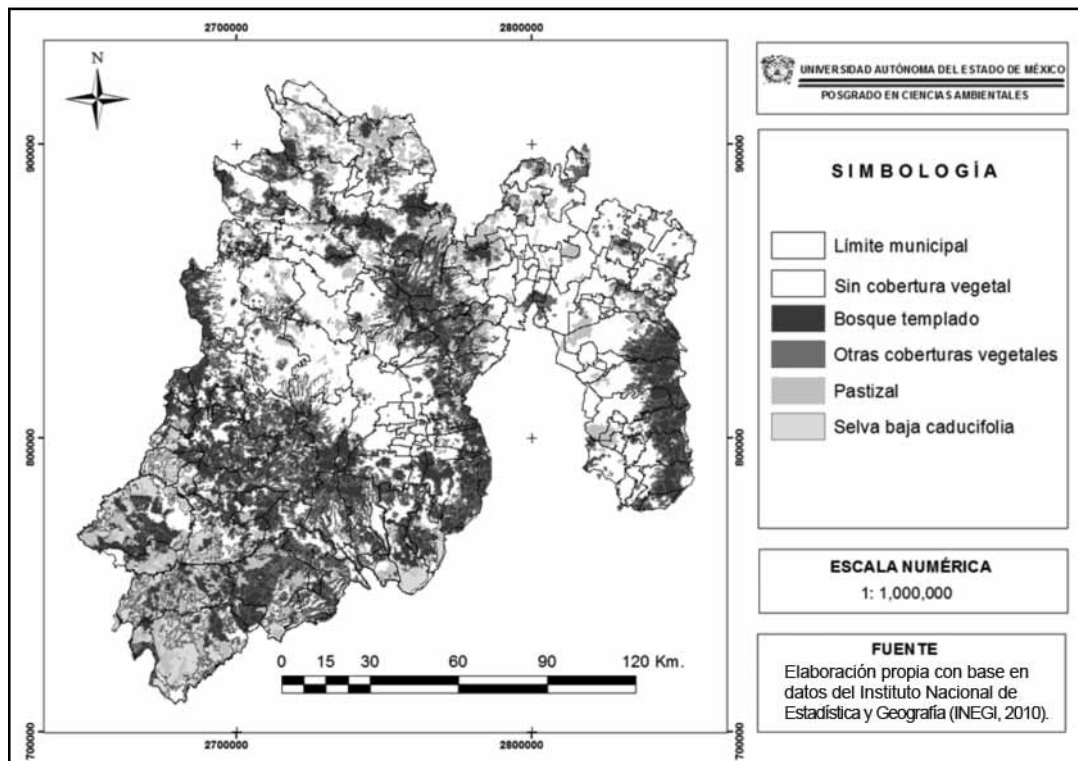 2700000
2800000
N
900000
900000
800000
800000
700000
700000
0 15 30 60 90 120 Km.
2700000
2800000
UNIVERSIDAD AUTÓNOMA DEL ESTADO DE MÉXICO
POSGRADO EN CIENCIAS AMBIENTALES
SIMBOLOGÍA
Límite municipal
Sin cobertura vegetal
Bosque templado
Otras coberturas vegetales
Pastizal
Selva baja caducifolia
ESCALA NUMÉRICA
1: 1,000,000
FUENTE
Elaboración propia con base en
datos del Instituto Nacional de
Estadística y Geografía (INEGI, 2010).